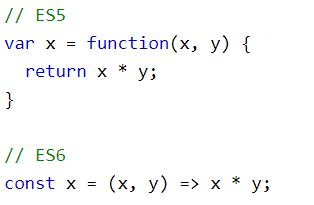 // ES5
var x = function(x, y) {
  return x * y;
}

// ES6
const x = (x, y) => x * y;